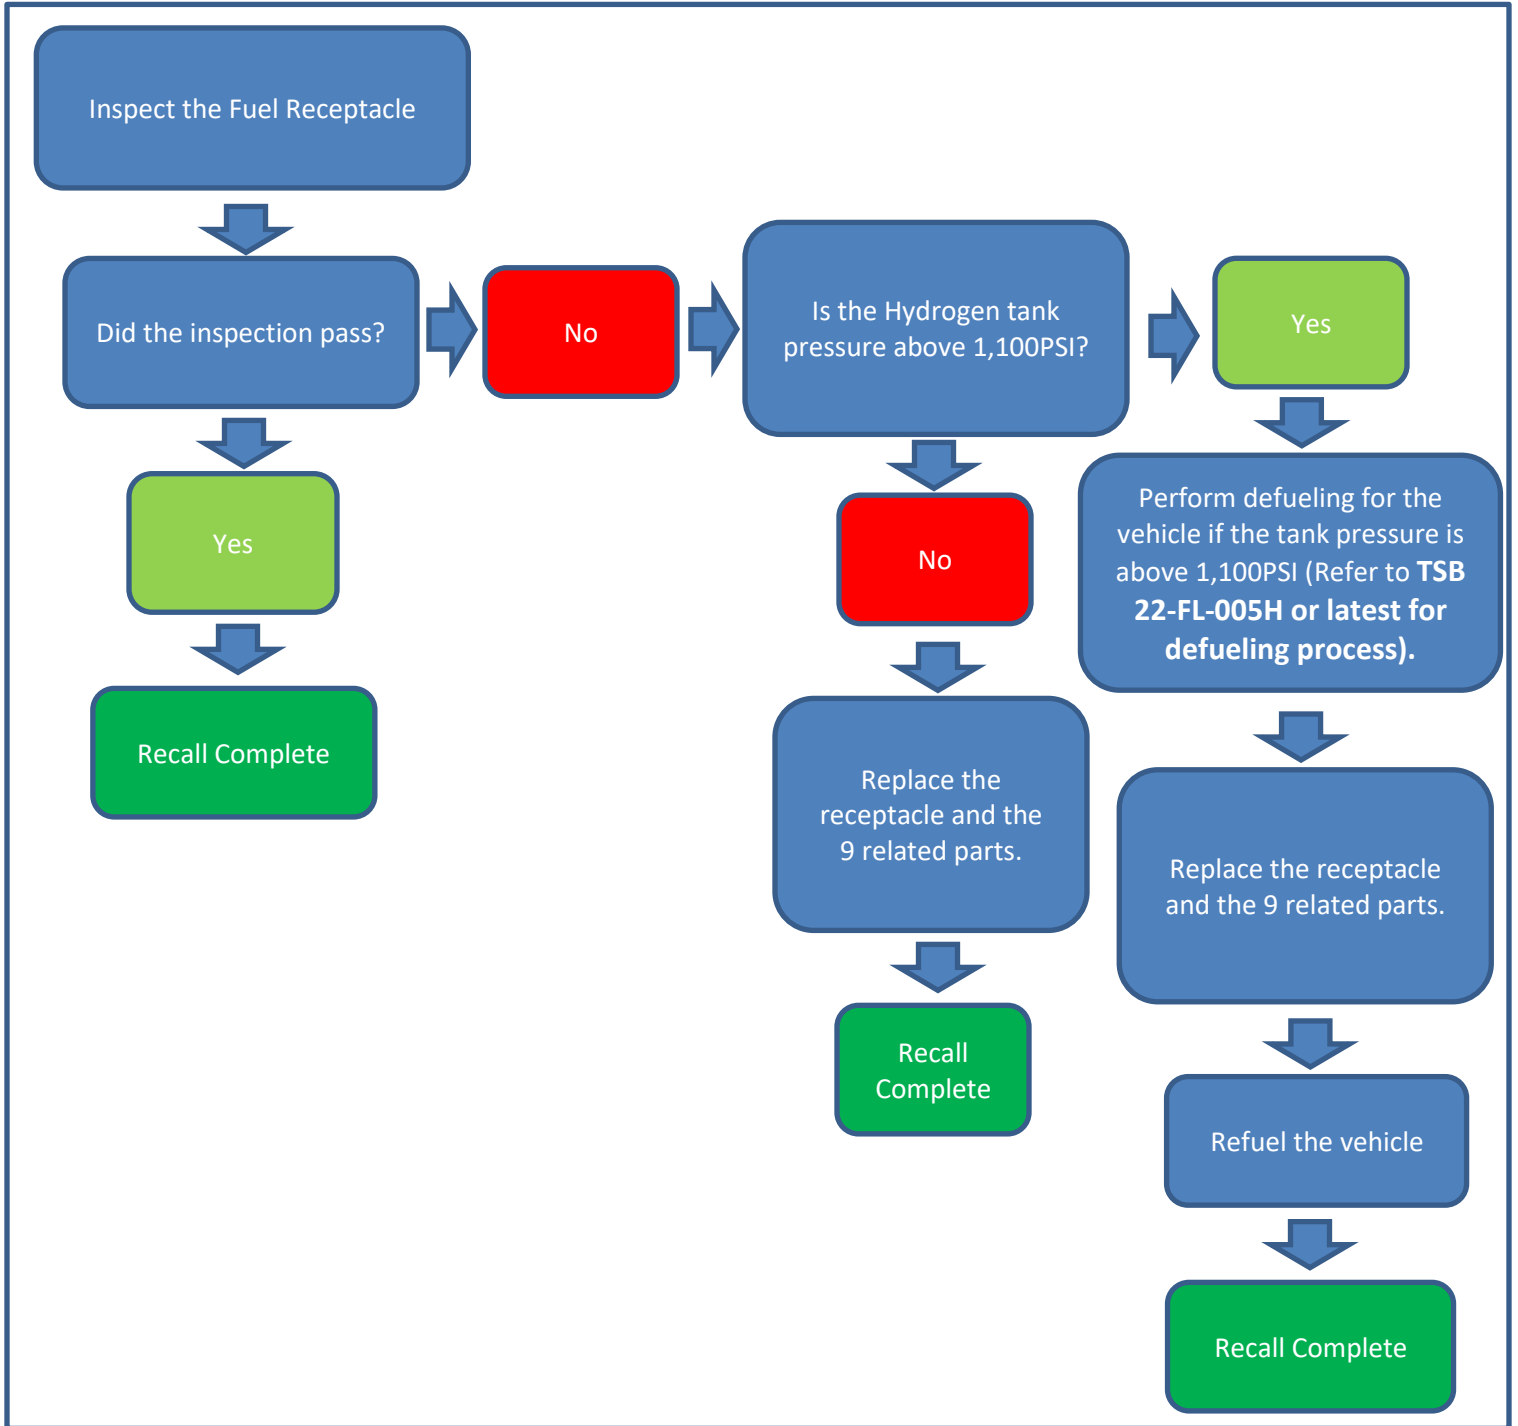 Inspect the Fuel Receptacle
Did the inspection pass?
No
Is the Hydrogen tank
pressure above 1,100PSI?
Yes
Yes
Recall Complete
No
Replace the
receptacle and the
9 related parts.
Recall
Complete
Perform defueling for the
vehicle if the tank pressure is
above 1,100PSI (Refer to TSB
22-FL-005H or latest for
defueling process).
Replace the receptacle
and the 9 related parts.
Refuel the vehicle
Recall Complete